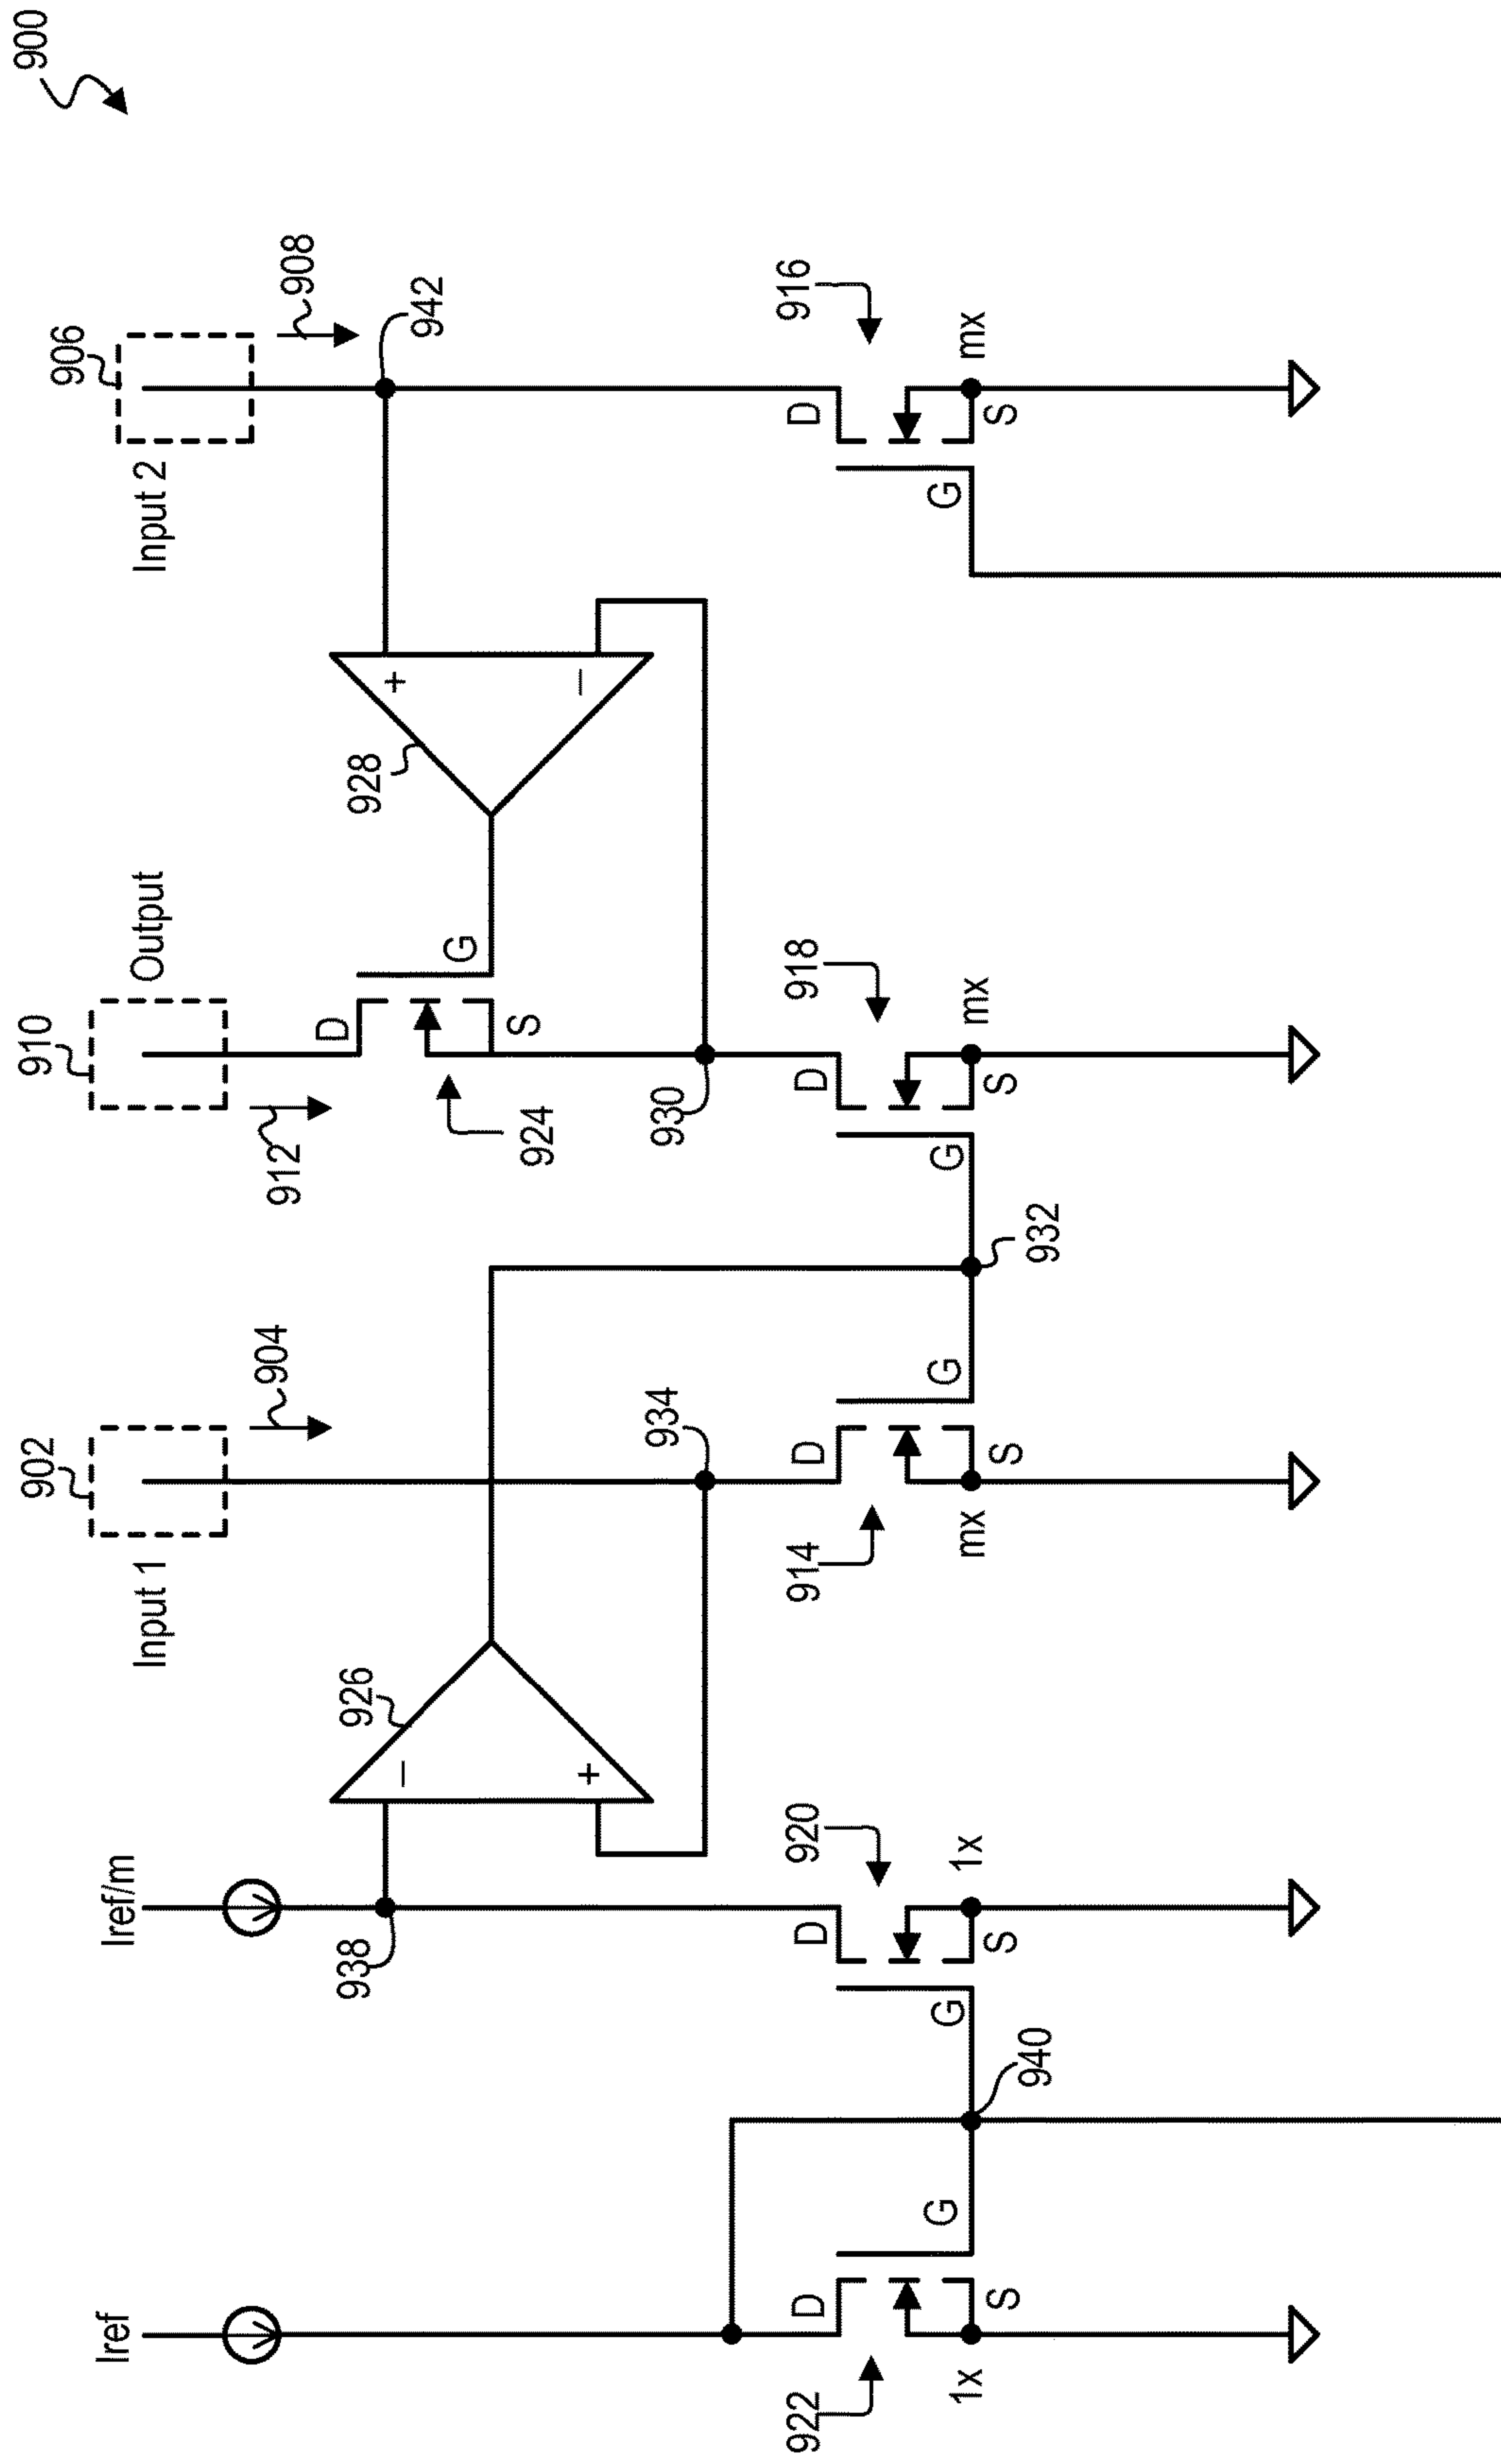 900
906
908
Input 2
942
916
D
G
mx
S
+
–
928
Output
910
912
D
G
S
924
930
918
D
G
mx
S
932
902
904
Input 1
934
914
D
G
mx
S
926
–
+
Iref/m
938
920
D
G
1x
S
940
Iref
922
D
G
1x
S